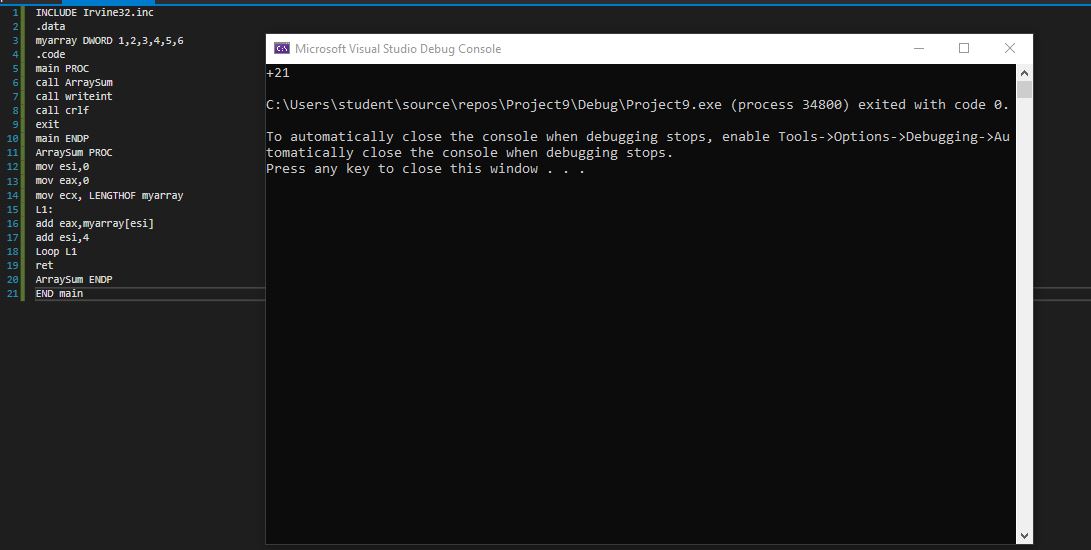 1 INCLUDE Irvine32.inc
2 .data
3 myarray DWORD 1,2,3,4,5,6
4 .code
5 main PROC
6 call ArraySum
7 call writeint
8 call crlf
9 exit
10 main ENDP
11 ArraySum PROC
12 mov esi,0
13 mov eax,0
14 mov ecx, LENGTHOF myarray
15 L1:
16 add eax,myarray[esi]
17 add esi,4
18 Loop L1
19 ret
20 ArraySum ENDP
21 END main
C:\ Microsoft Visual Studio Debug Console
+21
C:\Users\student\source\repos\Project9\Debug\Project9.exe (process 34800) exited with code 0.
To automatically close the console when debugging stops, enable Tools->Options->Debugging->Au
tomatically close the console when debugging stops.
Press any key to close this window . . .